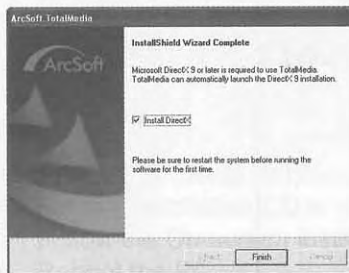 ArcSoft TotalMedia
ArcSoft
InstallShield Wizard Complete
Microsoft DirectX 9 or later is required to use TotalMedia.
TotalMedia can automatically launch the DirectX 9 installation.
Install DirectX
Please be sure to restart the system before running the
software for the first time.
< Back Finish Cancel